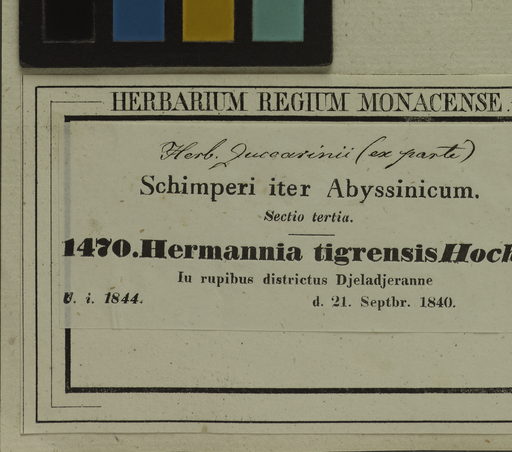 HERBARIUM REGIUM MONACENSE.
Herb. Zuccarinii (ex parte)
Schimperi iter Abyssinicum.
Sectio tertia.
1470. Hermannia tigrensis Hoch
In rupibus districtus Djeladjeranne
U. i. 1844. d. 21. Septbr. 1840.